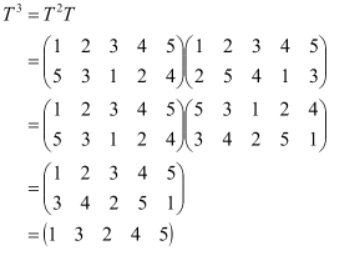 T³ = T²T
= (1 2 3 4 5)(1 2 3 4 5)
(5 3 1 2 4)(2 5 4 1 3)
= (1 2 3 4 5)(5 3 1 2 4)
(5 3 1 2 4)(3 4 2 5 1)
= (1 2 3 4 5)
(3 4 2 5 1)
= (1 3 2 4 5)